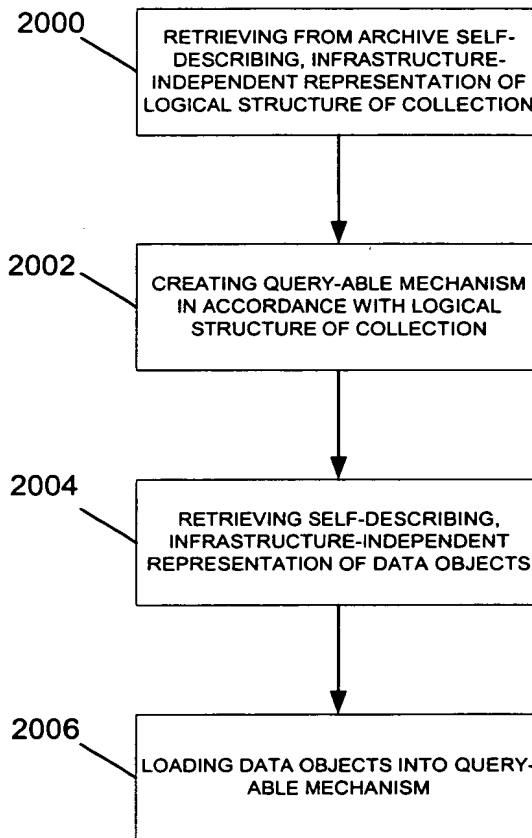 2000
RETRIEVING FROM ARCHIVE SELF-
DESCRIBING, INFRASTRUCTURE-
INDEPENDENT REPRESENTATION OF
LOGICAL STRUCTURE OF COLLECTION
2002
CREATING QUERY-ABLE MECHANISM
IN ACCORDANCE WITH LOGICAL
STRUCTURE OF COLLECTION
2004
RETRIEVING SELF-DESCRIBING,
INFRASTRUCTURE-INDEPENDENT
REPRESENTATION OF DATA OBJECTS
2006
LOADING DATA OBJECTS INTO QUERY-
ABLE MECHANISM